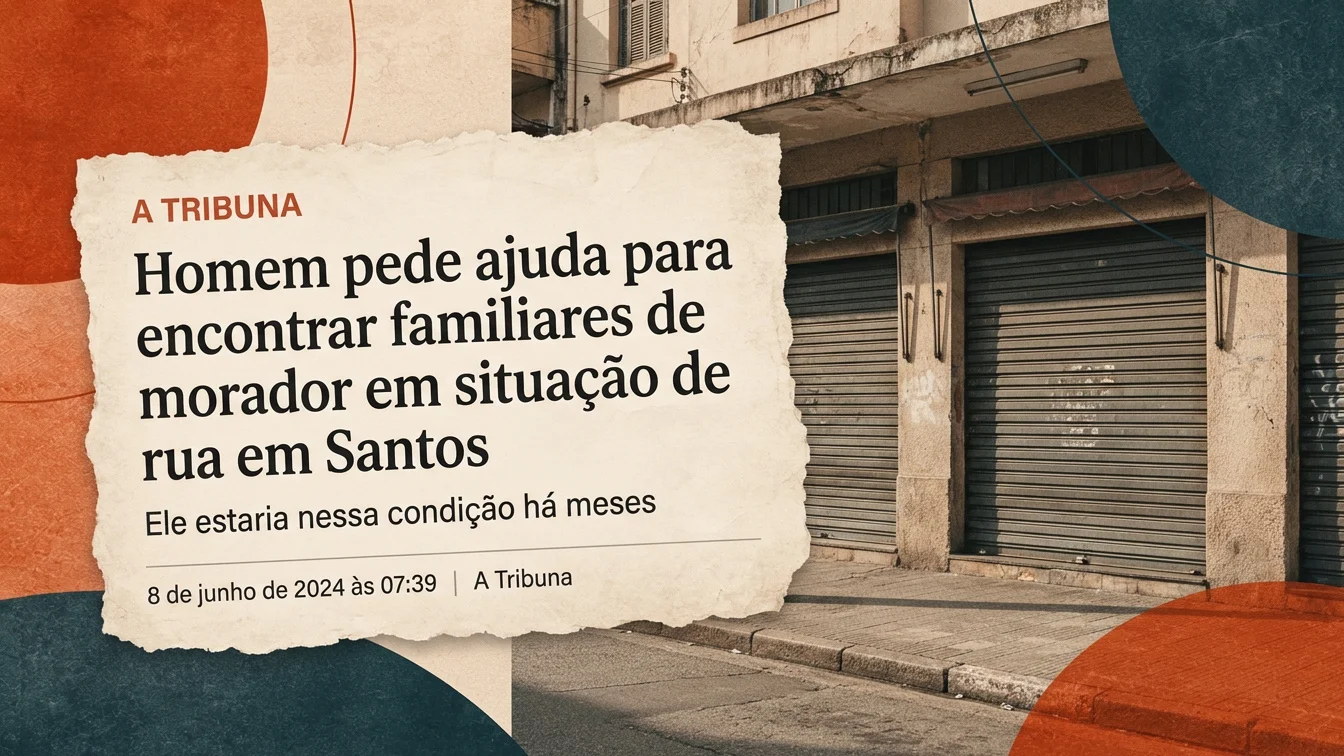 A TRIBUNA
Homem pede ajuda para
encontrar familiares de
morador em situação de
rua em Santos
Ele estaria nessa condição há meses
8 de junho de 2024 às 07:39 | A Tribuna